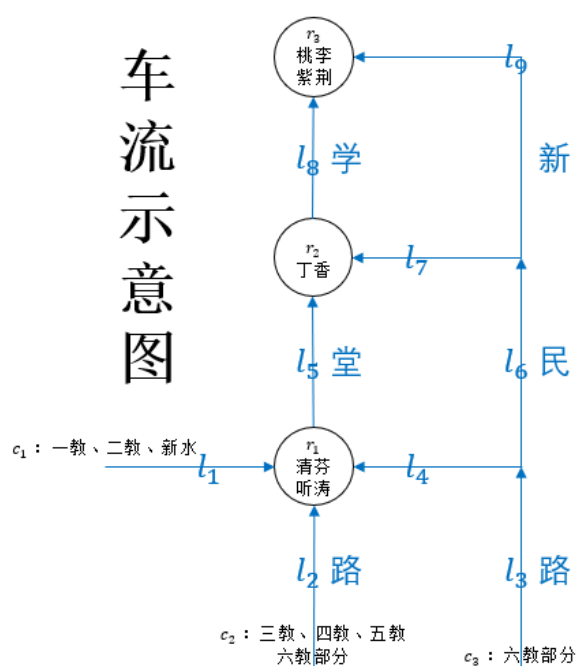 车流示意图
r₃
桃李
紫荆
l₉
l₈ 学
新
r₂
丁香
l₇
l₅ 堂
l₆ 民
c₁：一教、二教、新水
r₁
清芬
听涛
l₁
l₄
l₂ 路
l₃ 路
c₂：三教、四教、五教
六教部分
c₃：六教部分